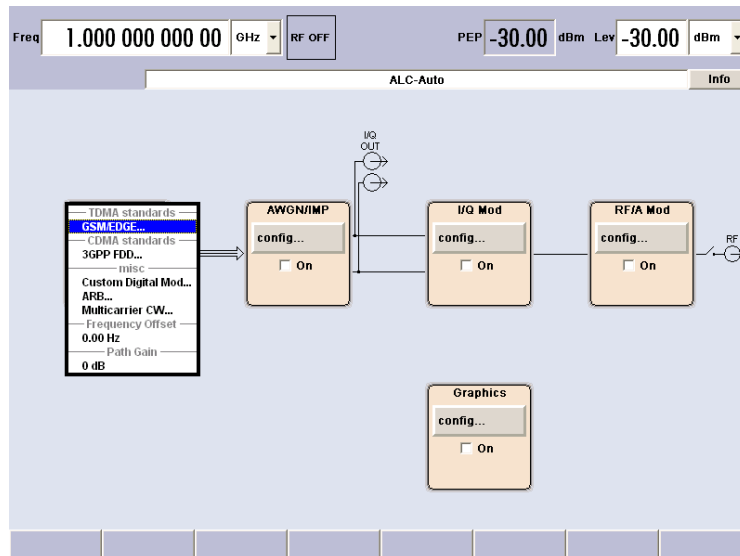 Freq 1.000 000 000 00 GHz RF OFF PEP -30.00 dBm Lev -30.00 dBm
ALC-Auto Info
I/Q
OUT
TDMA standards
GSM/EDGE...
CDMA standards
3GPP FDD...
misc
Custom Digital Mod...
ARB...
Multicarrier CW...
Frequency Offset
0.00 Hz
Path Gain
0 dB
AWGN/IMP
config...
On
I/Q Mod
config...
On
RF/A Mod
config...
On
RF
Graphics
config...
On